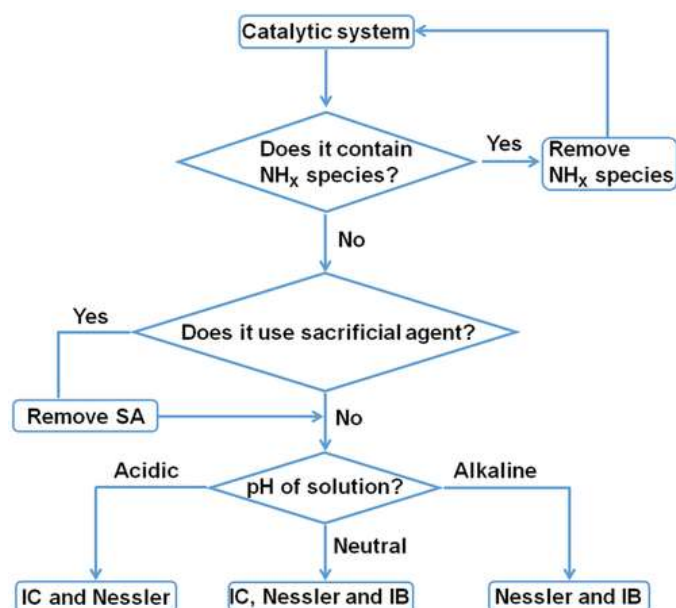 Catalytic system
Does it contain
NHX species?
Yes
Remove
NHX species
No
Yes
Does it use sacrificial agent?
Remove SA
No
Acidic
pH of solution?
Alkaline
Neutral
IC and Nessler
IC, Nessler and IB
Nessler and IB